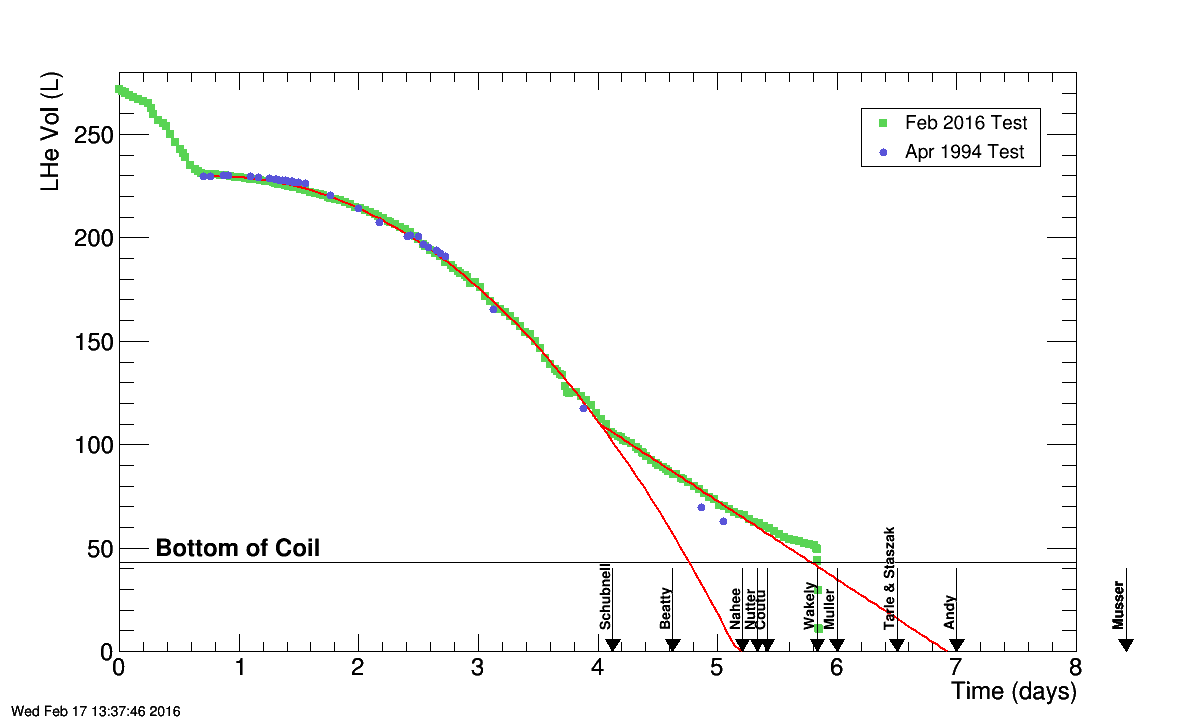 LHe Vol (L)
250
200
150
100
50
0
Feb 2016 Test
Apr 1994 Test
Bottom of Coil
Schubnell
Beatty
Nahee
Nutter
Coutu
Wakely
Muller
Tarle & Staszak
Andy
Musser
0 1 2 3 4 5 6 7 8
Time (days)
Wed Feb 17 13:37:46 2016